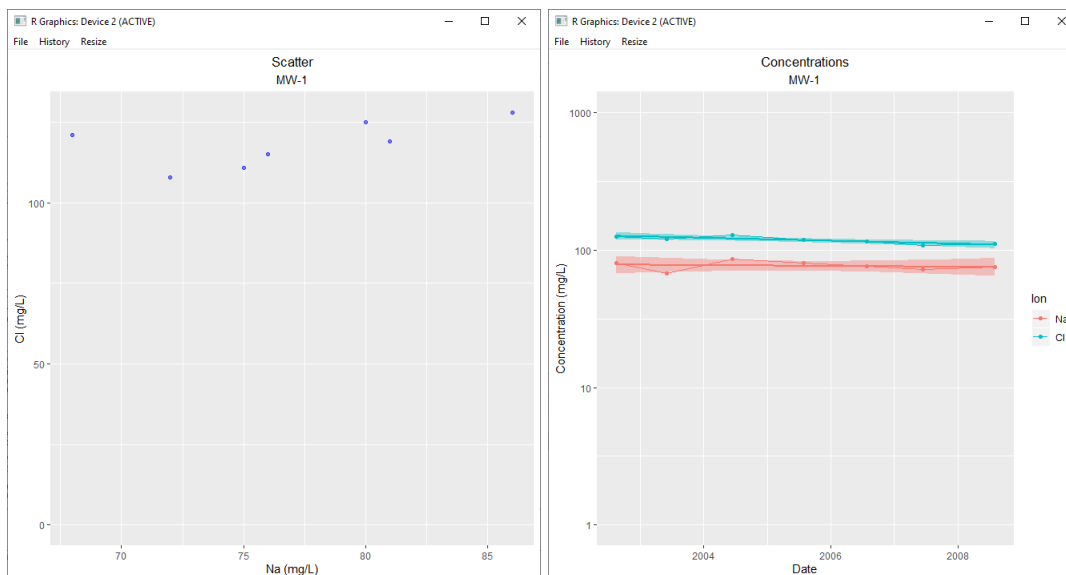 R Graphics: Device 2 (ACTIVE)
File History Resize
Scatter
MW-1
100
50
0
Cl (mg/L)
70 75 80 85
Na (mg/L)
R Graphics: Device 2 (ACTIVE)
File History Resize
Concentrations
MW-1
1000
100
10
1
Concentration (mg/L)
2004 2006 2008
Date
Ion
Na
Cl